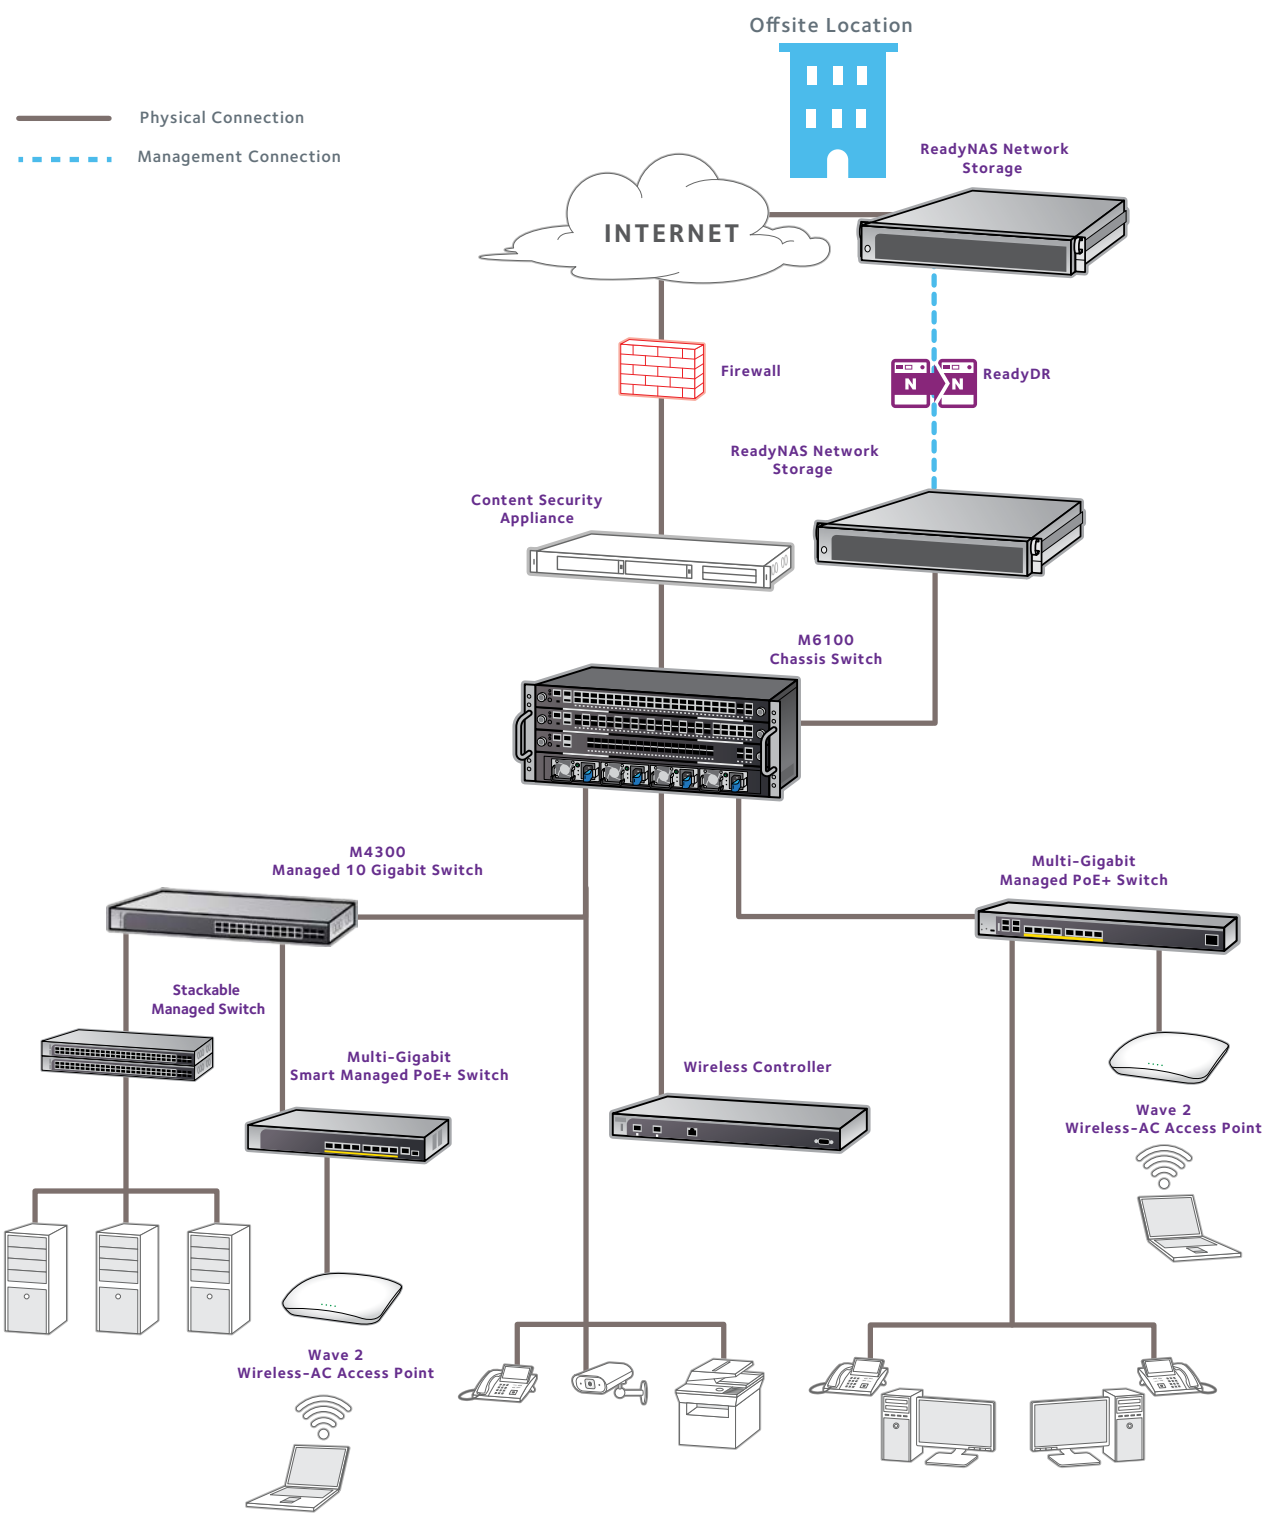 Offsite Location
Physical Connection
Management Connection
ReadyNAS Network
Storage
INTERNET
Firewall
N N
ReadyDR
ReadyNAS Network
Storage
Content Security
Appliance
M6100
Chassis Switch
M4300
Managed 10 Gigabit Switch
Multi-Gigabit
Managed PoE+ Switch
Stackable
Managed Switch
Multi-Gigabit
Smart Managed PoE+ Switch
Wireless Controller
Wave 2
Wireless-AC Access Point
Wave 2
Wireless-AC Access Point